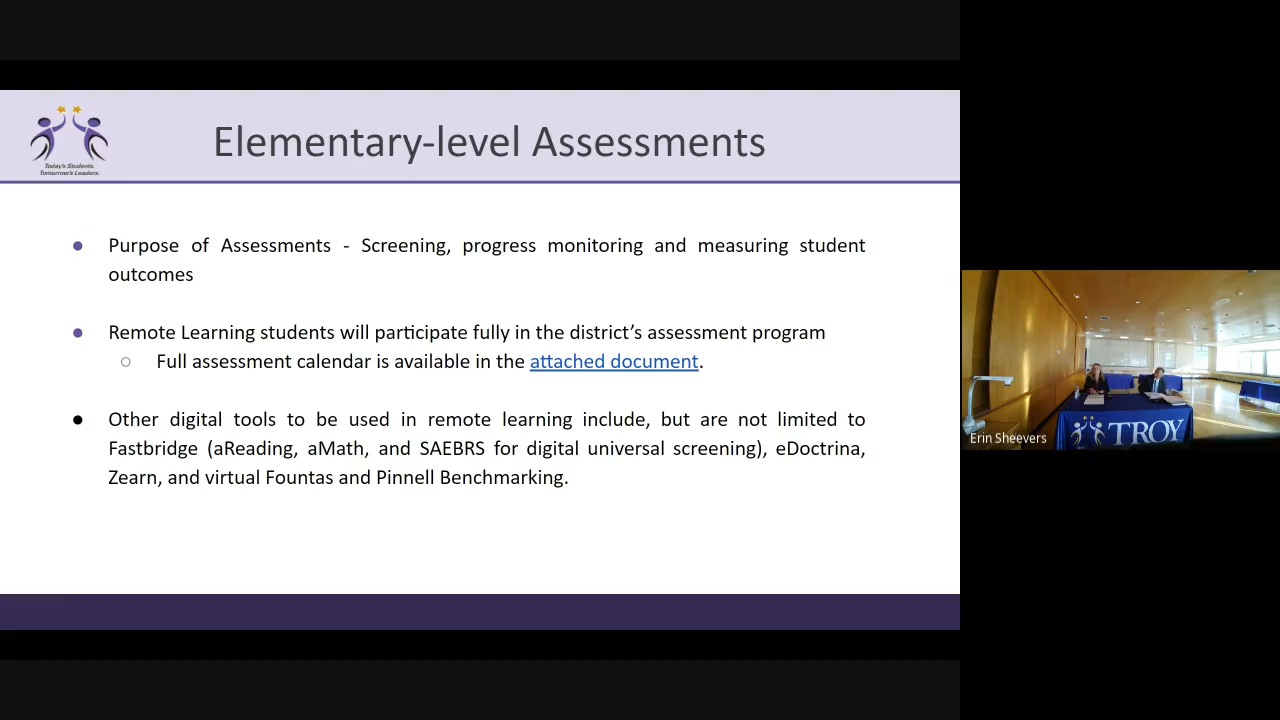 Today's Students.
Tomorrow's Leaders.
Elementary-level Assessments
● Purpose of Assessments - Screening, progress monitoring and measuring student
outcomes
● Remote Learning students will participate fully in the district’s assessment program
○ Full assessment calendar is available in the attached document.
● Other digital tools to be used in remote learning include, but are not limited to
Fastbridge (aReading, aMath, and SAEBRS for digital universal screening), eDoctrina,
Zearn, and virtual Fountas and Pinnell Benchmarking.
Erin Sheevers
TROY